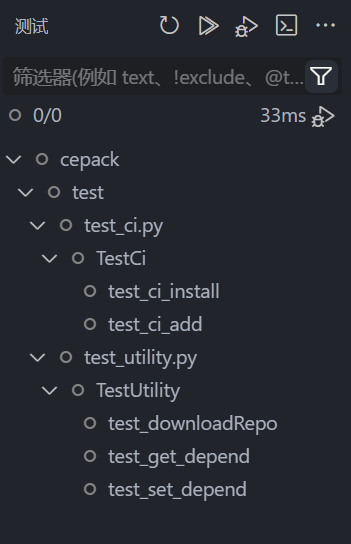 测试
筛选器(例如 text、!exclude、@t...
0/0 33ms
cepack
test
test_ci.py
TestCi
test_ci_install
test_ci_add
test_utility.py
TestUtility
test_downloadRepo
test_get_depend
test_set_depend